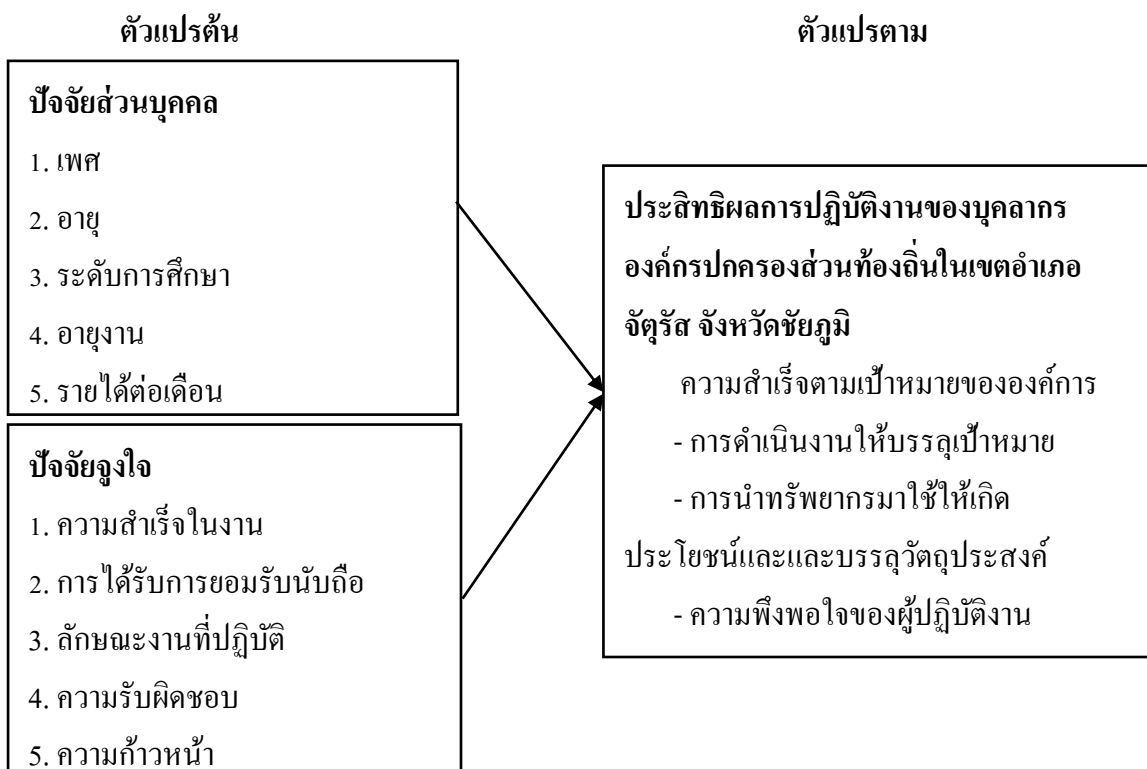 ตัวแปรต้น
ตัวแปรตาม
ปัจจัยส่วนบุคคล
1. เพศ
2. อายุ
3. ระดับการศึกษา
4. อายุงาน
5. รายได้ต่อเดือน
ปัจจัยจูงใจ
1. ความสำเร็จในงาน
2. การได้รับการยอมรับนับถือ
3. ลักษณะงานที่ปฏิบัติ
4. ความรับผิดชอบ
5. ความก้าวหน้า
ประสิทธิผลการปฏิบัติงานของบุคลากร
องค์กรปกครองส่วนท้องถิ่นในเขตอำเภอ
จัตุรัส จังหวัดชัยภูมิ
ความสำเร็จตามเป้าหมายขององค์การ
- การดำเนินงานให้บรรลุเป้าหมาย
- การนำทรัพยากรมาใช้ให้เกิด
ประโยชน์และและบรรลุวัตถุประสงค์
- ความพึงพอใจของผู้ปฏิบัติงาน